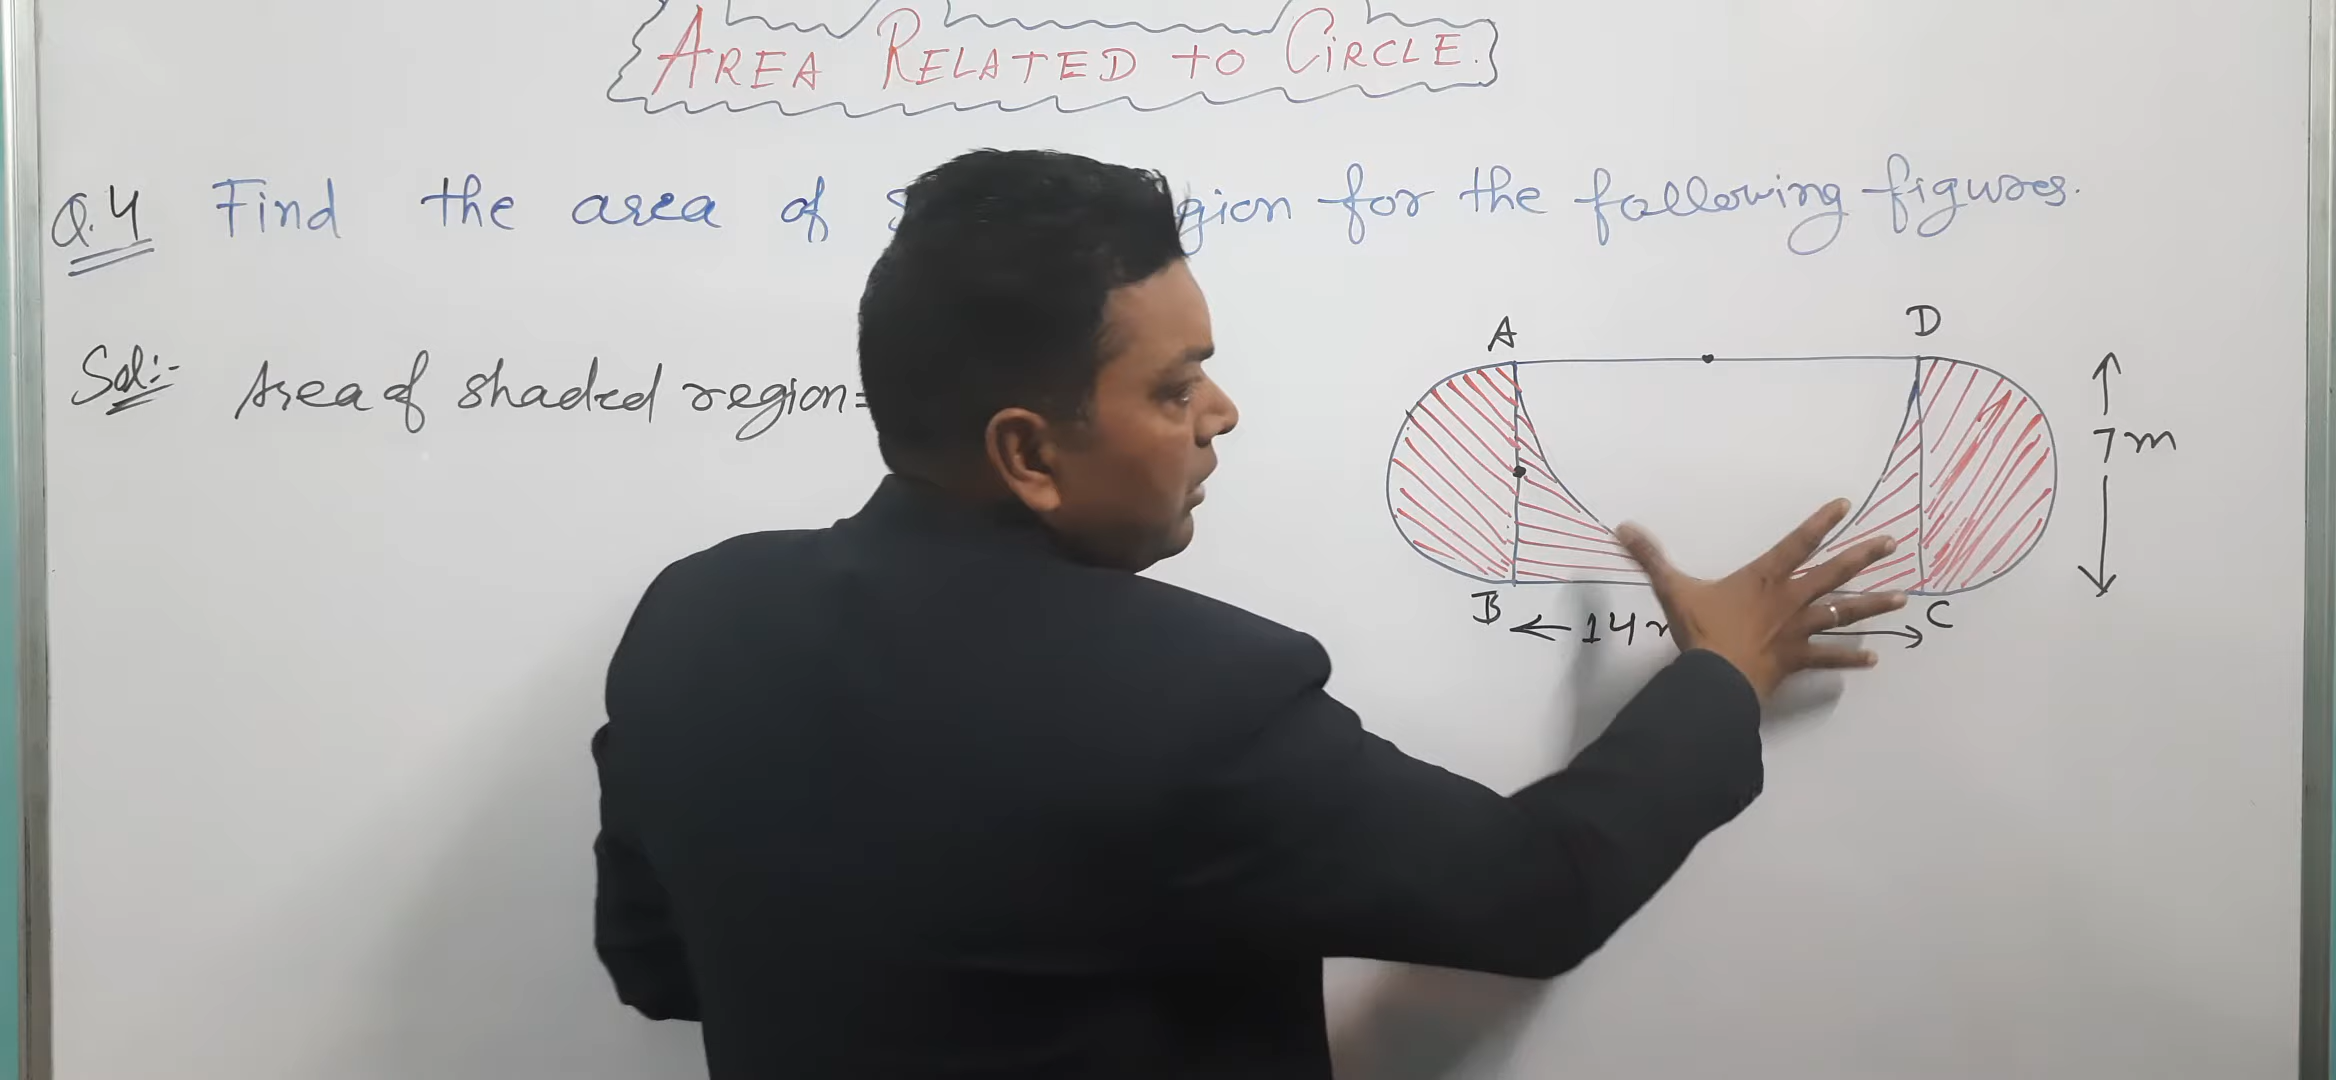 AREA RELATED TO CIRCLE.
Q.4 Find the area of gion for the following figures.
Sol:- Area of shaded region=
A
D
7m
B
C
14